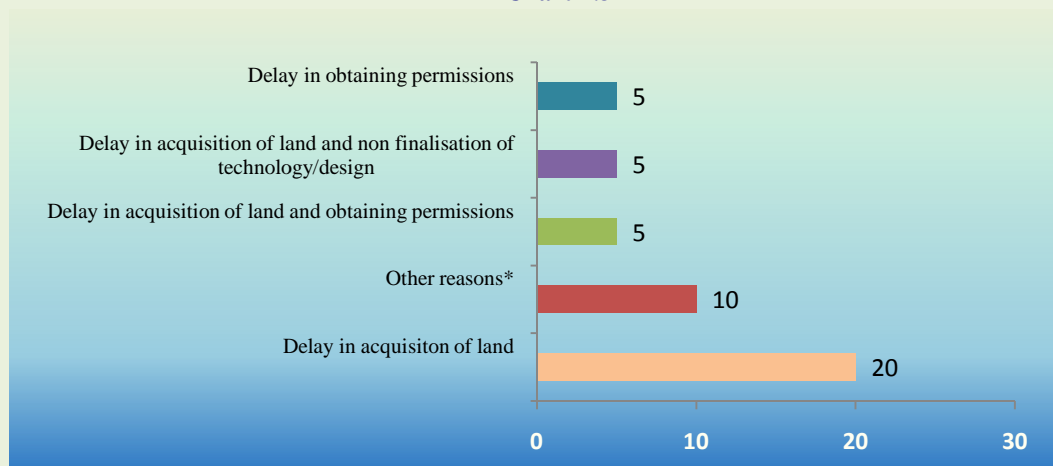 Delay in obtaining permissions
5
Delay in acquisition of land and non finalisation of
technology/design
5
Delay in acquisition of land and obtaining permissions
5
Other reasons*
10
Delay in acquisiton of land
20
0 10 20 30